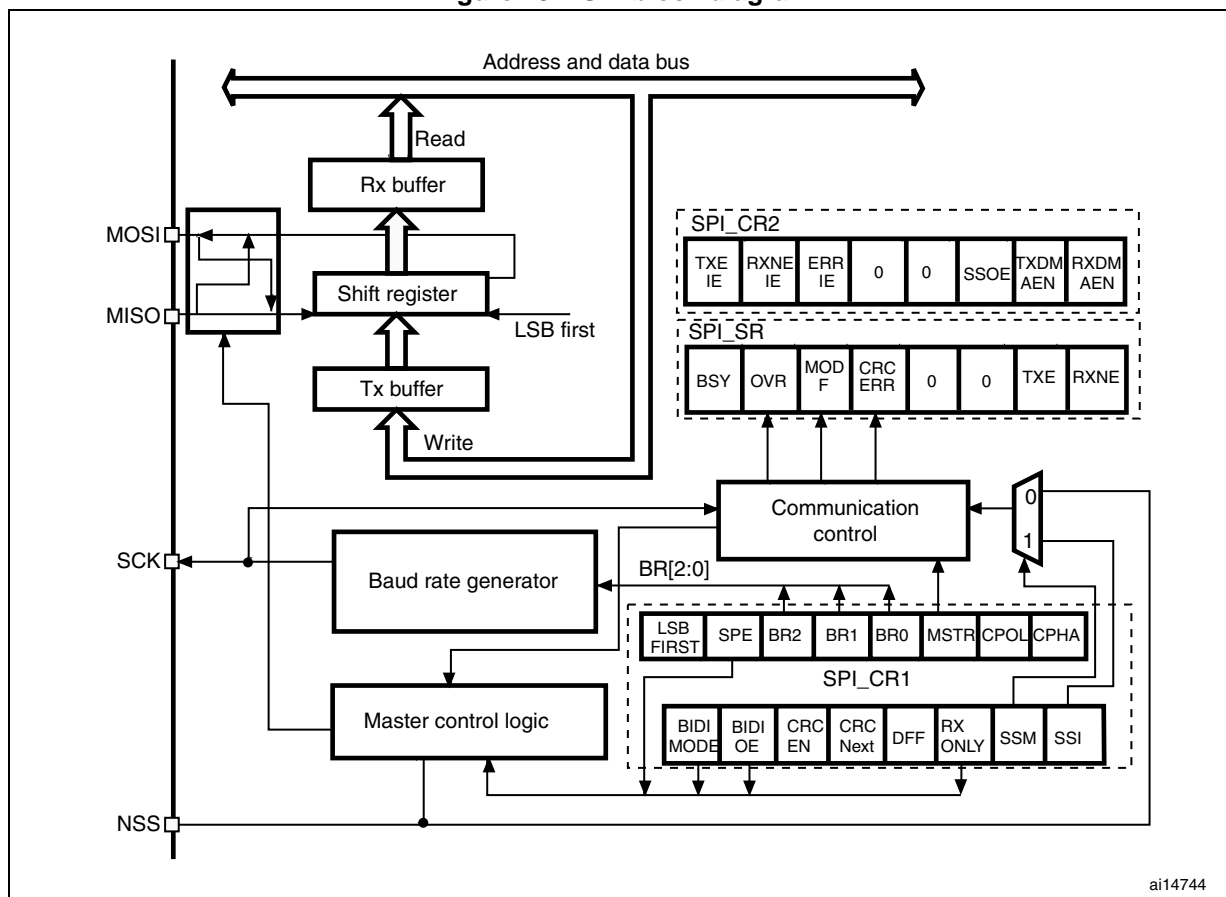 Address and data bus
Read
Rx buffer
MOSI
SPI_CR2
TXE IE
RXNE IE
ERR IE
0
0
SSOE
TXDM AEN
RXDM AEN
Shift register
MISO
LSB first
SPI_SR
BSY
OVR
MOD F
CRC ERR
0
0
TXE
RXNE
Tx buffer
Write
Communication control
0
1
SCK
Baud rate generator
BR[2:0]
LSB FIRST
SPE
BR2
BR1
BR0
MSTR
CPOL
CPHA
SPI_CR1
Master control logic
BIDI MODE
BIDI OE
CRC EN
CRC Next
DFF
RX ONLY
SSM
SSI
NSS
ai14744